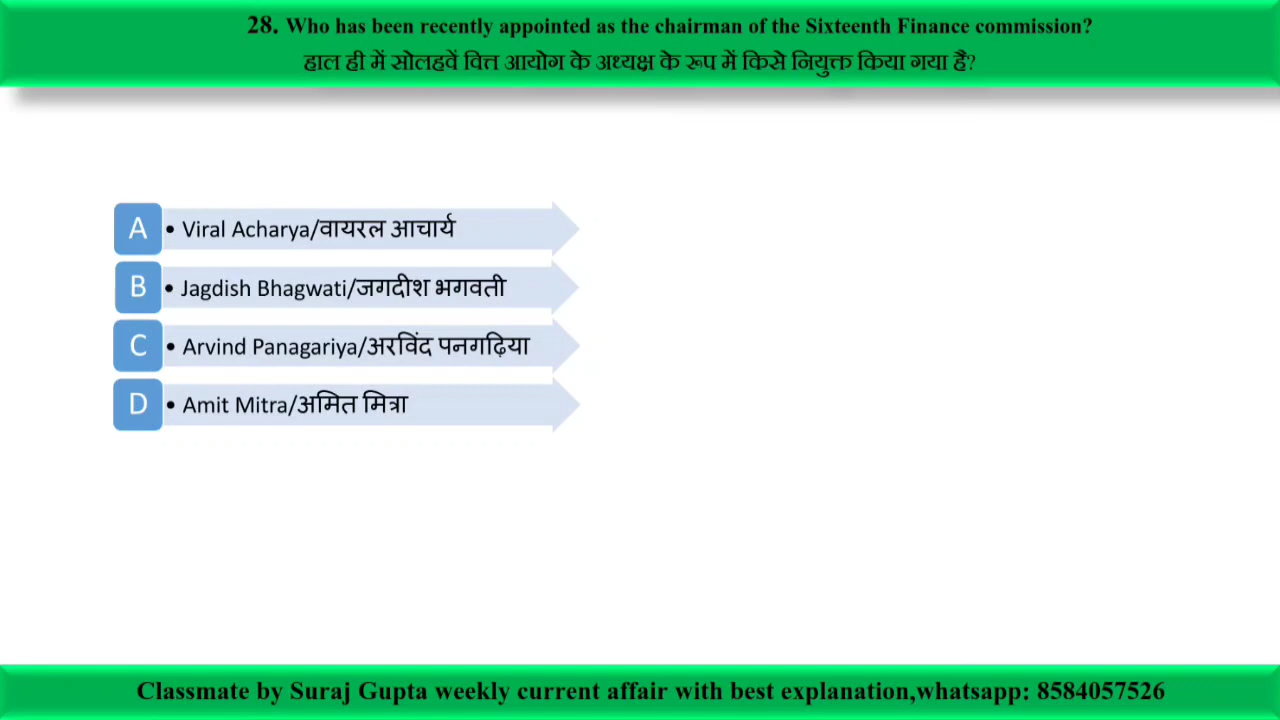 28. Who has been recently appointed as the chairman of the Sixteenth Finance commission?
हाल ही में सोलहवें वित्त आयोग के अध्यक्ष के रूप में किसे नियुक्त किया गया है?
A • Viral Acharya/वायरल आचार्य
B • Jagdish Bhagwati/जगदीश भगवती
C • Arvind Panagariya/अरविंद पनगढ़िया
D • Amit Mitra/अमित मित्रा
Classmate by Suraj Gupta weekly current affair with best explanation,whatsapp: 8584057526